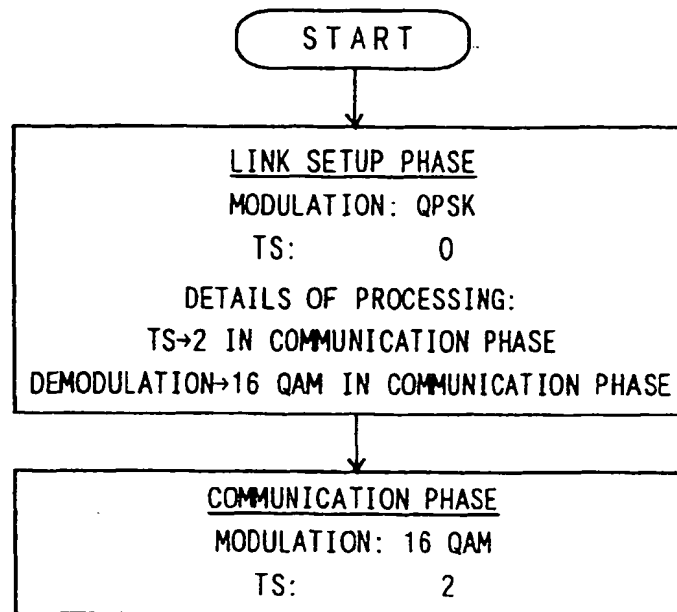 START
LINK SETUP PHASE
MODULATION: QPSK
TS: 0
DETAILS OF PROCESSING:
TS→2 IN COMMUNICATION PHASE
DEMODULATION→16 QAM IN COMMUNICATION PHASE
COMMUNICATION PHASE
MODULATION: 16 QAM
TS: 2